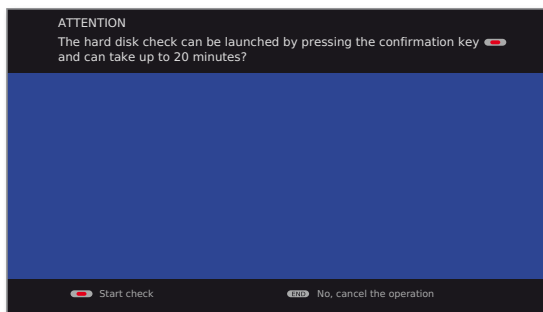 ATTENTION
The hard disk check can be launched by pressing the confirmation key
and can take up to 20 minutes?
Start check
END No, cancel the operation